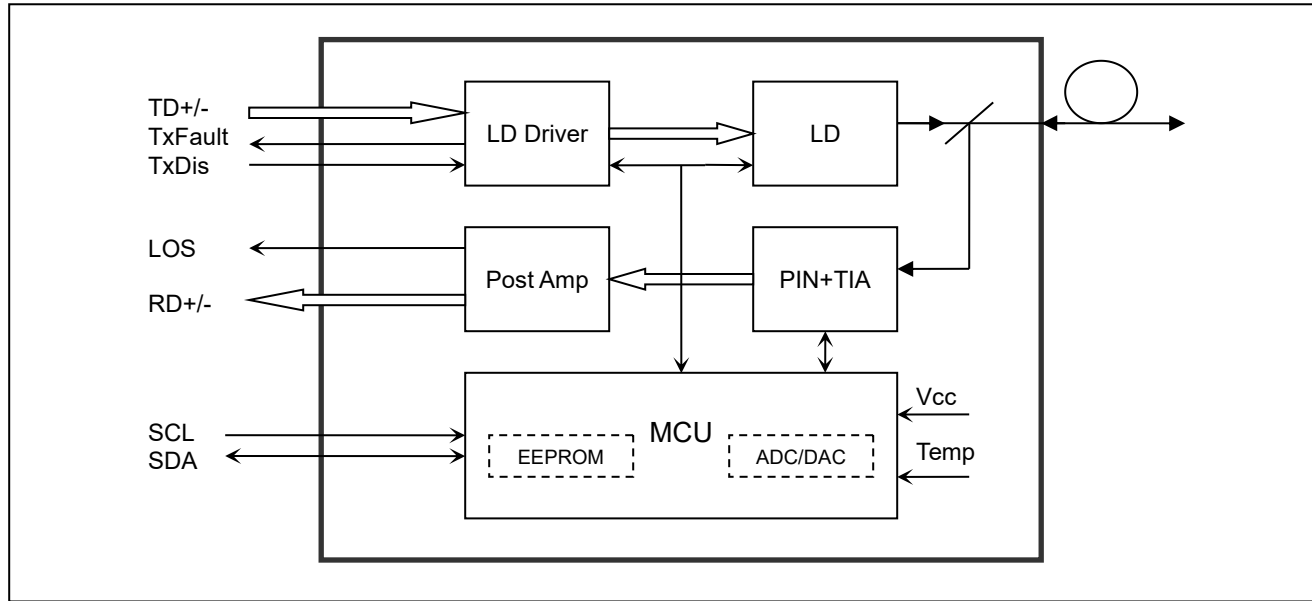 TD+/-
TxFault
TxDis
LD Driver
LD
LOS
RD+/-
Post Amp
PIN+TIA
SCL
SDA
MCU
EEPROM
ADC/DAC
Vcc
Temp